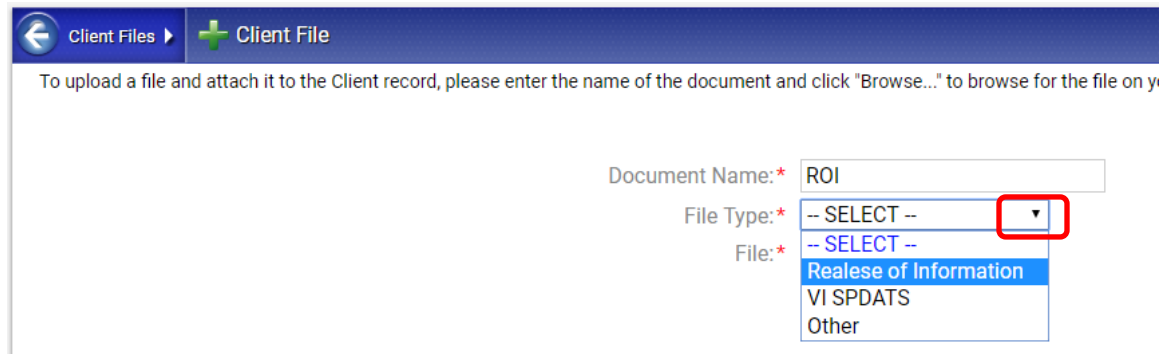 Client Files Client File
To upload a file and attach it to the Client record, please enter the name of the document and click "Browse..." to browse for the file on
Document Name:* ROI
File Type:* -- SELECT --
-- SELECT --
File:*
Realese of Information
VI SPDATS
Other